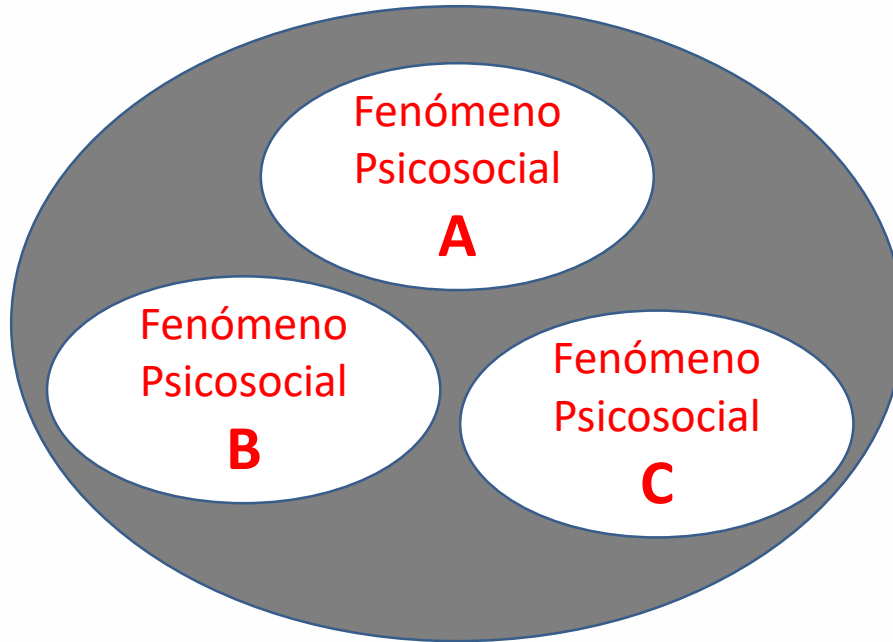 Fenómeno
Psicosocial
A
Fenómeno
Psicosocial
B
Fenómeno
Psicosocial
C